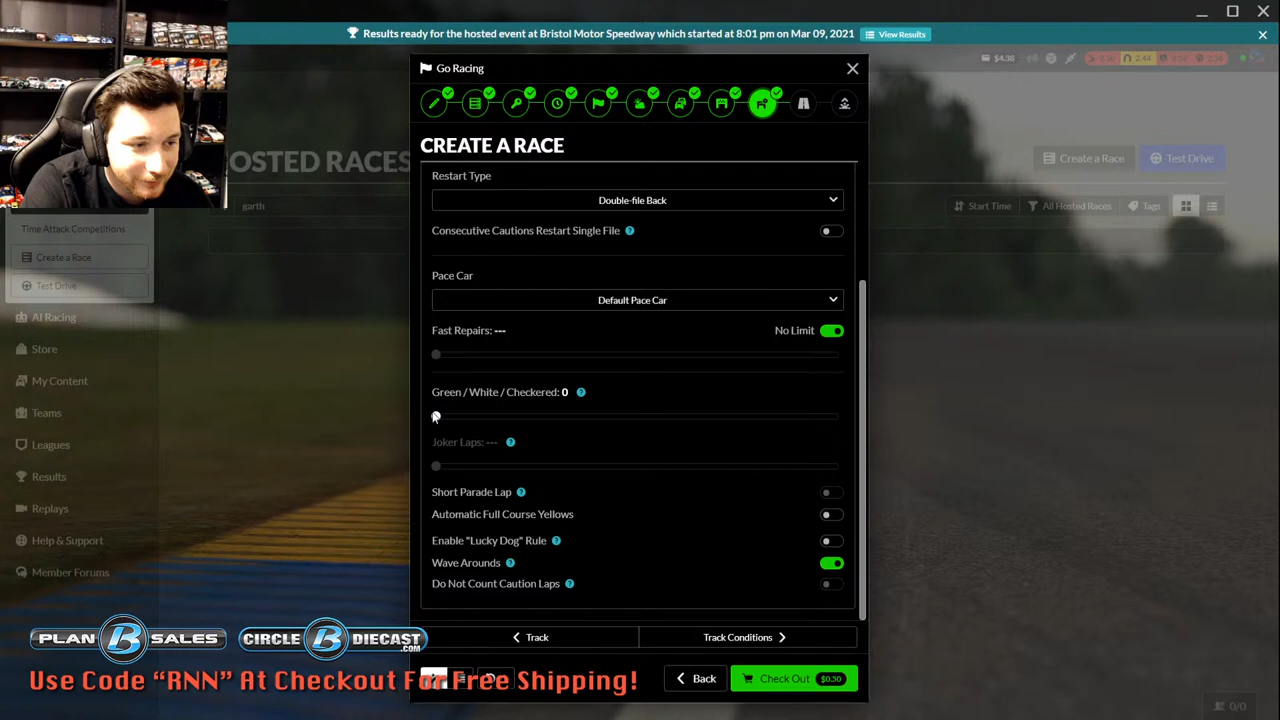 Results ready for the hosted event at Bristol Motor Speedway which started at 8:01 pm on Mar 09, 2021 View Results
Go Racing
$4.38
2.44
CREATE A RACE
HOSTED RACES
Create a Race
Test Drive
garth
Start Time
All Hosted Races
Tags
Time Attack Competitions
Create a Race
Test Drive
AI Racing
Store
My Content
Teams
Leagues
Results
Replays
Help & Support
Member Forums
Restart Type
Double-file Back
Consecutive Cautions Restart Single File
Pace Car
Default Pace Car
Fast Repairs: --- No Limit
Green / White / Checkered: 0
Joker Laps: ---
Short Parade Lap
Automatic Full Course Yellows
Enable "Lucky Dog" Rule
Wave Arounds
Do Not Count Caution Laps
Track
Track Conditions
Back
Check Out $0.50
PLAN B SALES
CIRCLE B DIECAST.COM
Use Code “RNN” At Checkout For Free Shipping!
0/0